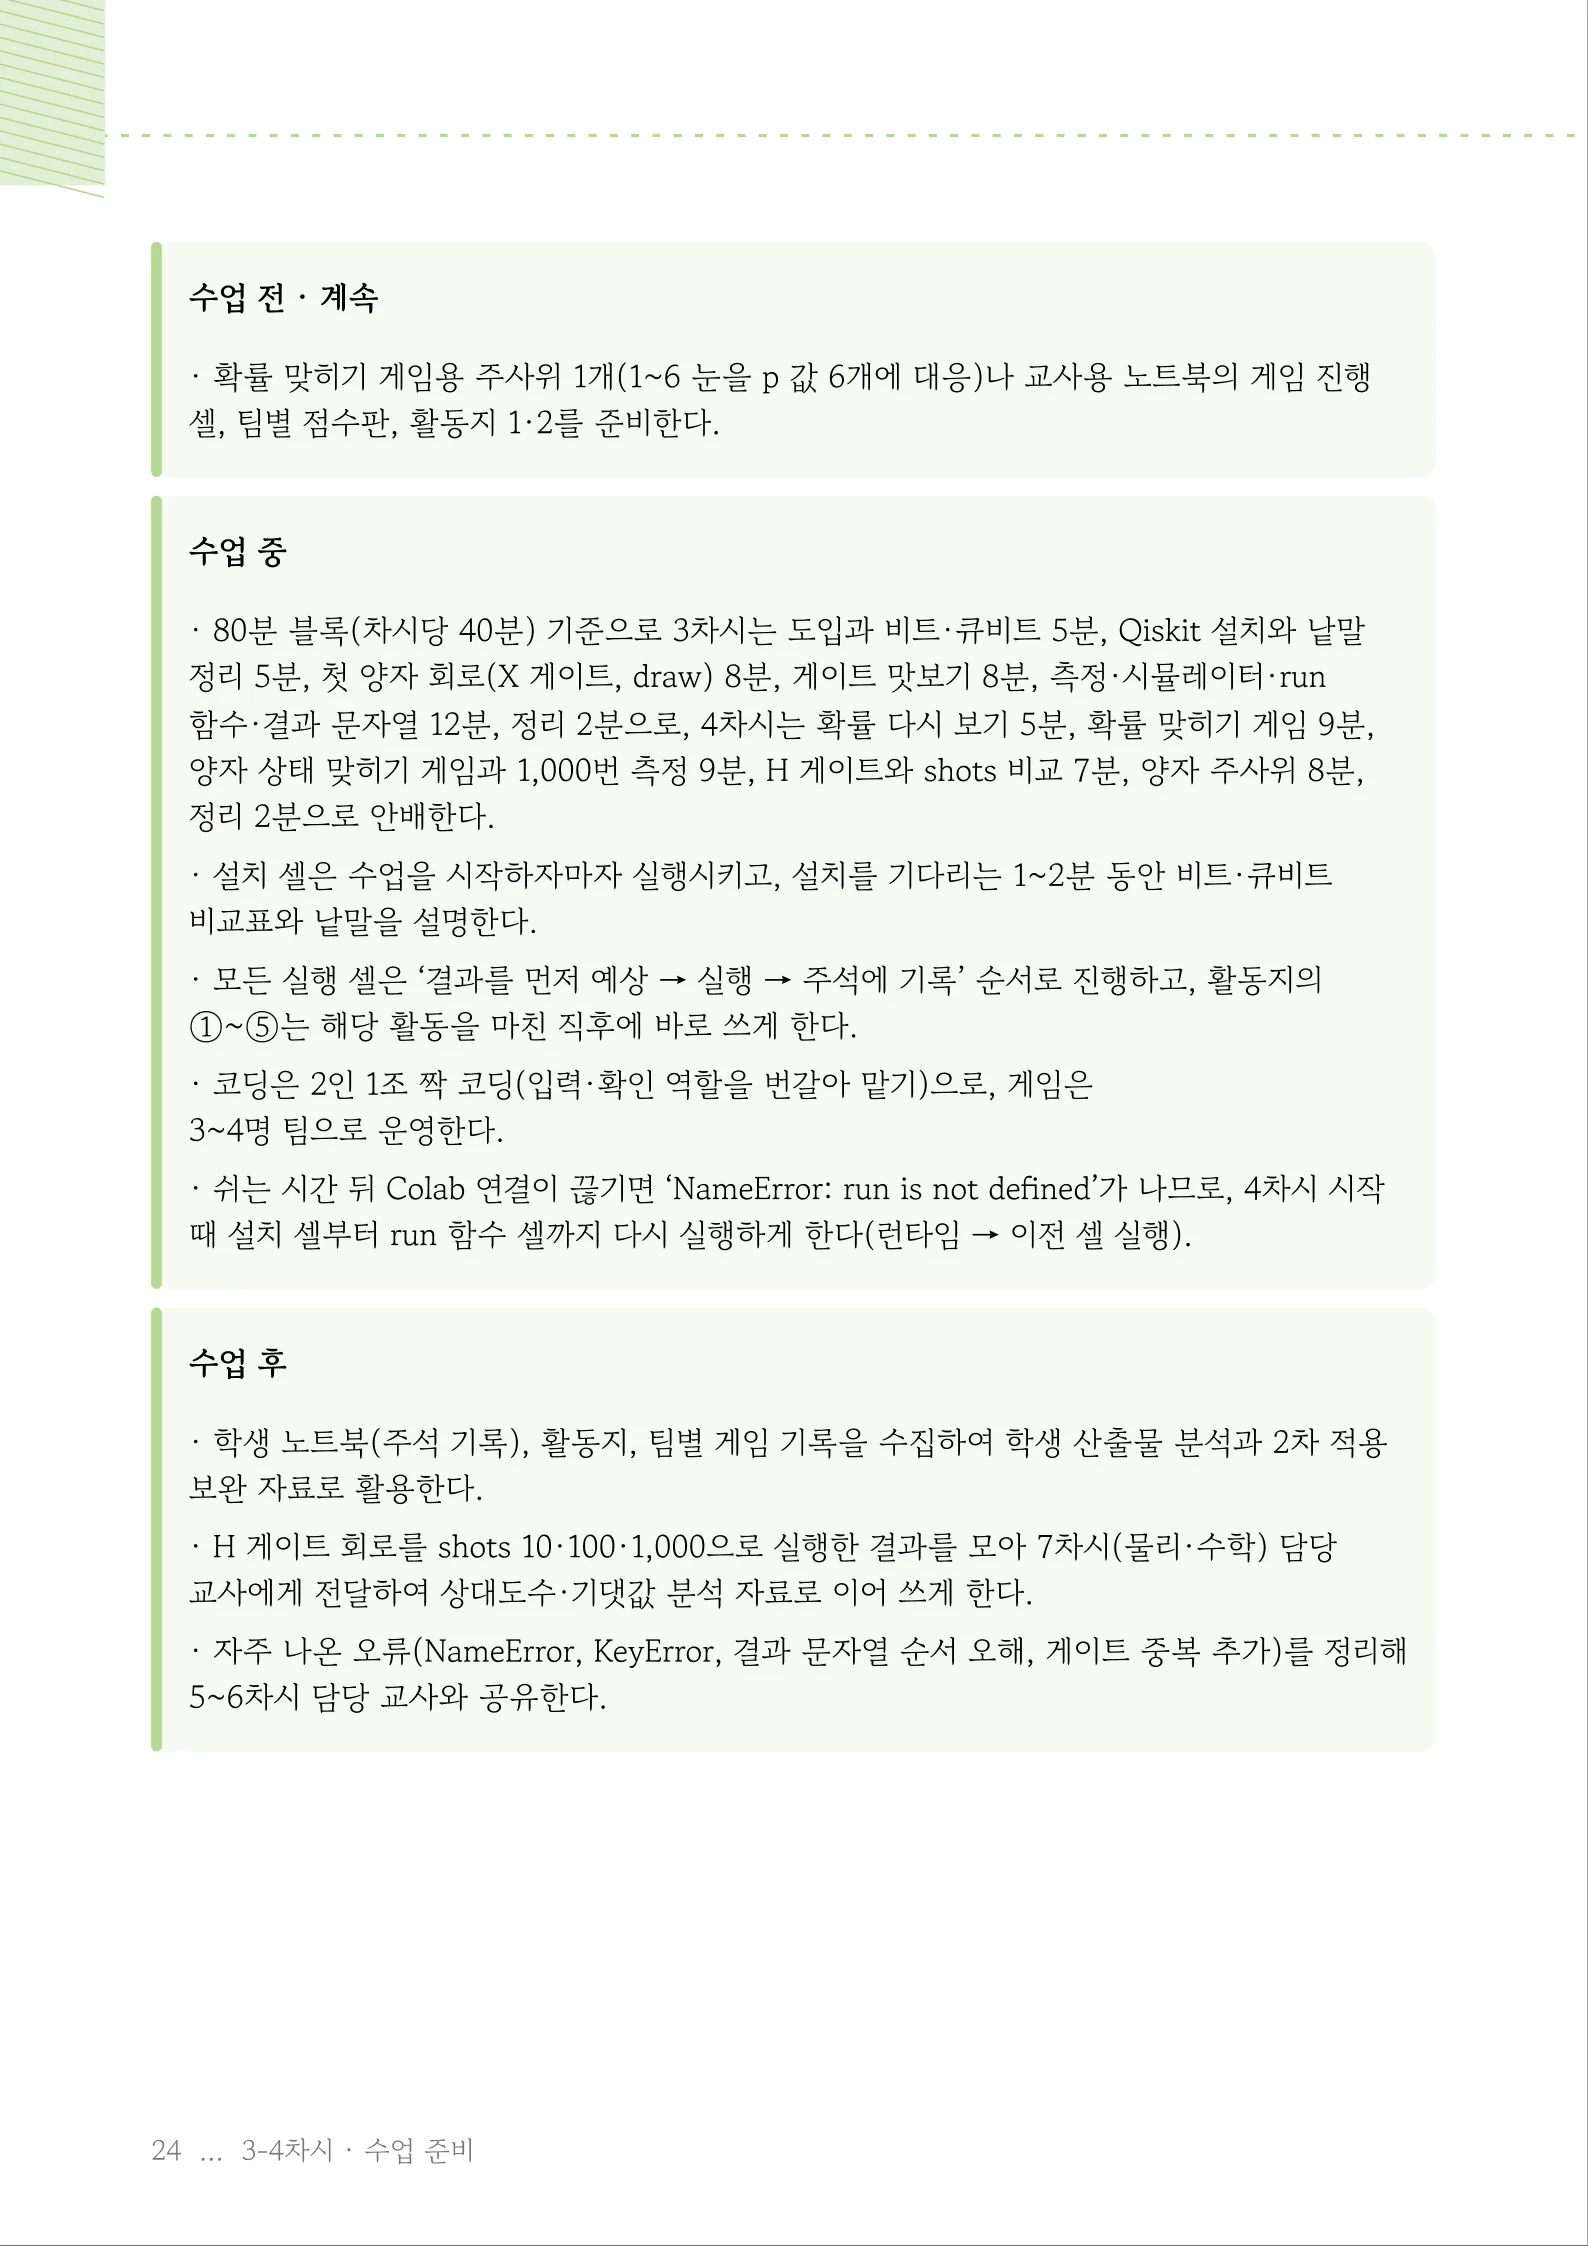 수업 전 · 계속
· 확률 맞히기 게임용 주사위 1개(1~6 눈을 p 값 6개에 대응)나 교사용 노트북의 게임 진행
셀, 팀별 점수판, 활동지 1·2를 준비한다.
수업 중
· 80분 블록(차시당 40분) 기준으로 3차시는 도입과 비트·큐비트 5분, Qiskit 설치와 낱말
정리 5분, 첫 양자 회로(X 게이트, draw) 8분, 게이트 맛보기 8분, 측정·시뮬레이터·run
함수·결과 문자열 12분, 정리 2분으로, 4차시는 확률 다시 보기 5분, 확률 맞히기 게임 9분,
양자 상태 맞히기 게임과 1,000번 측정 9분, H 게이트와 shots 비교 7분, 양자 주사위 8분,
정리 2분으로 안배한다.
· 설치 셀은 수업을 시작하자마자 실행시키고, 설치를 기다리는 1~2분 동안 비트·큐비트
비교표와 낱말을 설명한다.
· 모든 실행 셀은 ‘결과를 먼저 예상 → 실행 → 주석에 기록’ 순서로 진행하고, 활동지의
①~⑤는 해당 활동을 마친 직후에 바로 쓰게 한다.
· 코딩은 2인 1조 짝 코딩(입력·확인 역할을 번갈아 맡기)으로, 게임은
3~4명 팀으로 운영한다.
· 쉬는 시간 뒤 Colab 연결이 끊기면 ‘NameError: run is not defined’가 나므로, 4차시 시작
때 설치 셀부터 run 함수 셀까지 다시 실행하게 한다(런타임 → 이전 셀 실행).
수업 후
· 학생 노트북(주석 기록), 활동지, 팀별 게임 기록을 수집하여 학생 산출물 분석과 2차 적용
보완 자료로 활용한다.
· H 게이트 회로를 shots 10·100·1,000으로 실행한 결과를 모아 7차시(물리·수학) 담당
교사에게 전달하여 상대도수·기댓값 분석 자료로 이어 쓰게 한다.
· 자주 나온 오류(NameError, KeyError, 결과 문자열 순서 오해, 게이트 중복 추가)를 정리해
5~6차시 담당 교사와 공유한다.
24 ... 3-4차시 · 수업 준비